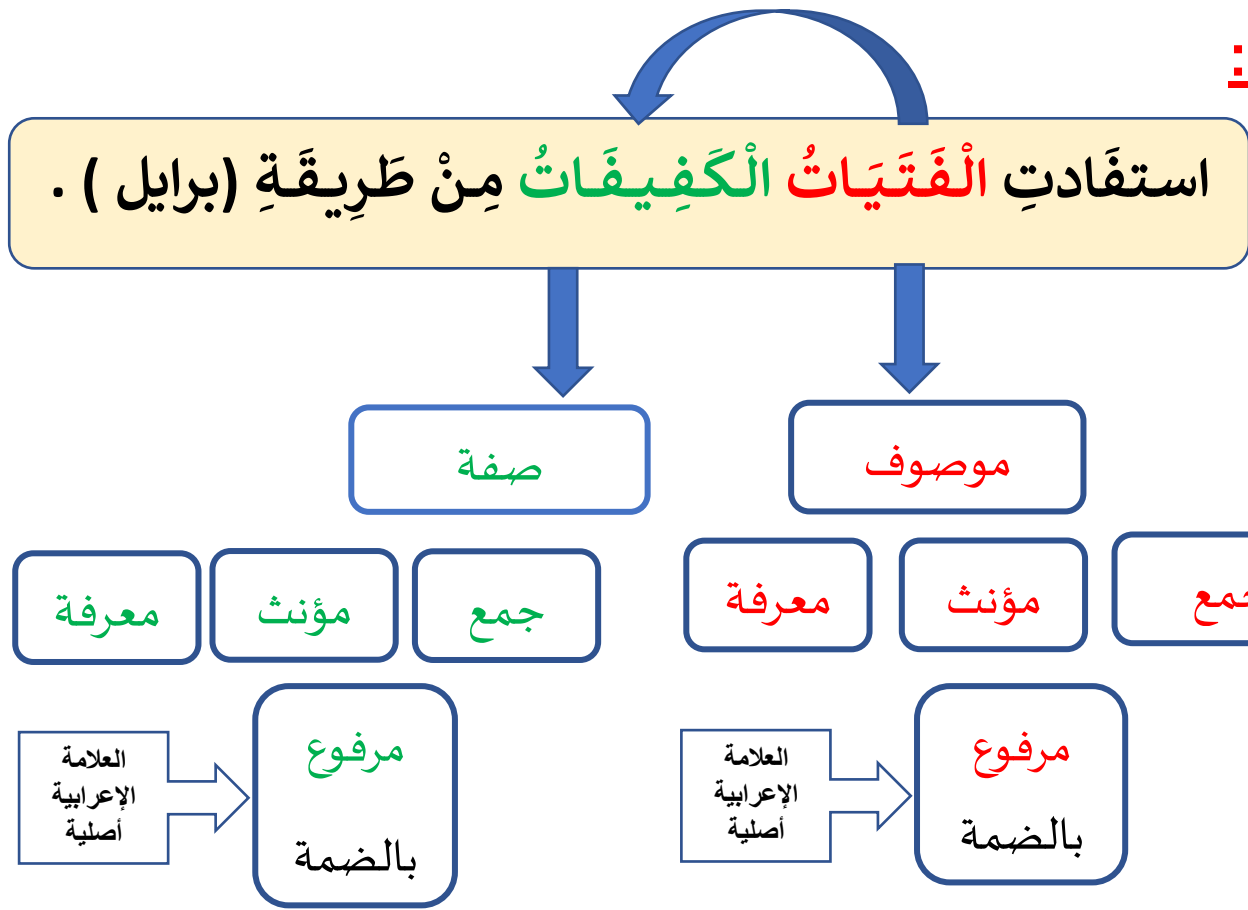 :
استفَادتِ الْفَتَيَاتُ الْكَفِيفَاتُ مِنْ طَرِيقَةِ (برايل ) .
موصوف
صفة
مؤنث
معرفة
جمع
مؤنث
معرفة
مرفوع
بالضمة
العلامة
الإعرابية
أصلية
مرفوع
بالضمة
العلامة
الإعرابية
أصلية